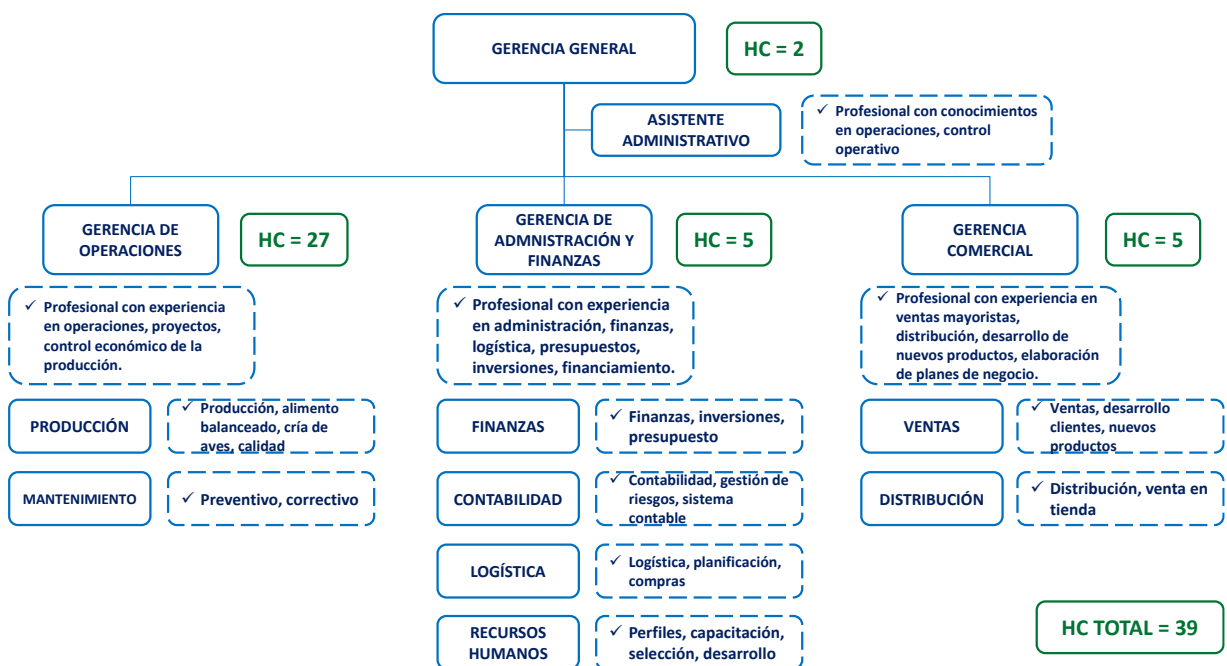 GERENCIA GENERAL
HC = 2
ASISTENTE
ADMINISTRATIVO
✓ Profesional con conocimientos
en operaciones, control
operativo
GERENCIA DE
OPERACIONES
HC = 27
GERENCIA DE
ADMNISTRACIÓN Y
FINANZAS
HC = 5
GERENCIA
COMERCIAL
HC = 5
✓ Profesional con experiencia
en operaciones, proyectos,
control económico de la
producción.
✓ Profesional con experiencia
en administración, finanzas,
logística, presupuestos,
inversiones, financiamiento.
✓ Profesional con experiencia en
ventas mayoristas,
distribución, desarrollo de
nuevos productos, elaboración
de planes de negocio.
PRODUCCIÓN
✓ Producción, alimento
balanceado, cría de
aves, calidad
FINANZAS
✓ Finanzas, inversiones,
presupuesto
VENTAS
✓ Ventas, desarrollo
clientes, nuevos
productos
MANTENIMIENTO
✓ Preventivo, correctivo
CONTABILIDAD
✓ Contabilidad, gestión de
riesgos, sistema
contable
DISTRIBUCIÓN
✓ Distribución, venta en
tienda
LOGÍSTICA
✓ Logística, planificación,
compras
RECURSOS
HUMANOS
✓ Perfiles, capacitación,
selección, desarrollo
HC TOTAL = 39